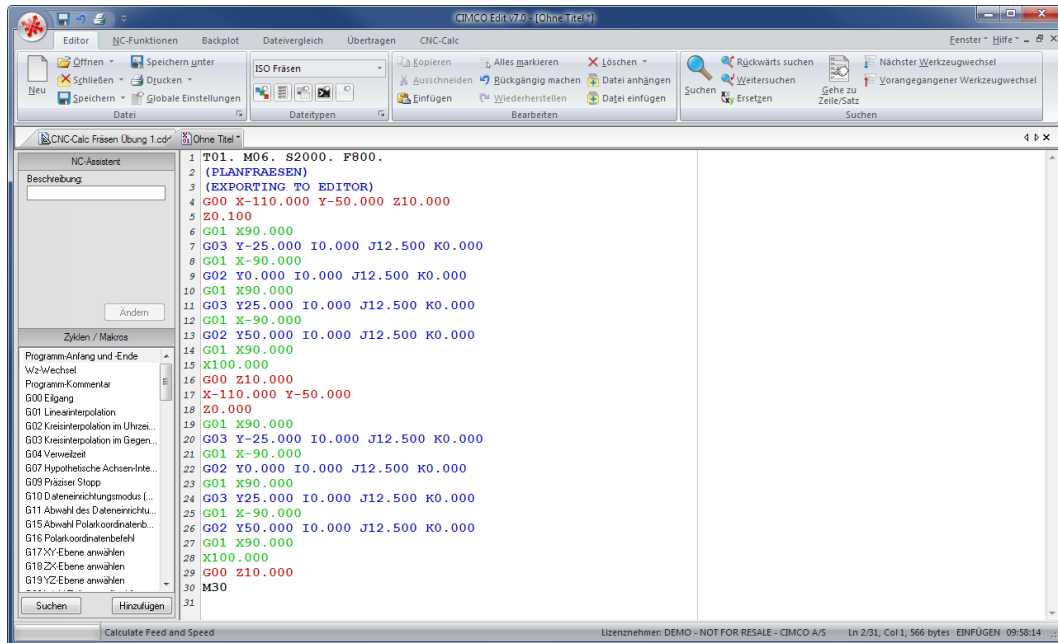 CIMCO Edit v7.0 - [Ohne Titel *]
Editor NC-Funktionen Backplot Dateivergleich Übertragen CNC-Calc Fenster Hilfe
Neu
Öffnen Speichern unter
Schließen Drucken
Speichern Globale Einstellungen
Datei
ISO Fräsen
Dateitypen
Kopieren Alles markieren Löschen
Ausschneiden Rückgängig machen Datei anhängen
Einfügen Wiederherstellen Datei einfügen
Bearbeiten
Suchen
Rückwärts suchen
Weitersuchen
Ersetzen
Gehe zu
Zeile/Satz
Nächster Werkzeugwechsel
Vorangegangener Werkzeugwechsel
Suchen
CNC-Calc Fräsen Übung 1.cdd* Ohne Titel *
NC-Assistent
Beschreibung:
Ändern
Zyklen / Makros
Programm-Anfang und -Ende
Wz-Wechsel
Programm-Kommentar
G00 Eilgang
G01 Linearinterpolation
G02 Kreisinterpolation im Uhrzei...
G03 Kreisinterpolation im Gegen...
G04 Verweilzeit
G07 Hypothetische Achsen-Inte...
G09 Präziser Stopp
G10 Dateneinrichtungsmodus (...
G11 Abwahl des Dateneinrichtu...
G15 Abwahl Polarkoordinatenb...
G16 Polarkoordinatenbefehl
G17 XY-Ebene anwählen
G18 ZX-Ebene anwählen
G19 YZ-Ebene anwählen
Suchen Hinzufügen
1 T01. M06. S2000. F800.
2 (PLANFRAESEN)
3 (EXPORTING TO EDITOR)
4 G00 X-110.000 Y-50.000 Z10.000
5 Z0.100
6 G01 X90.000
7 G03 Y-25.000 I0.000 J12.500 K0.000
8 G01 X-90.000
9 G02 Y0.000 I0.000 J12.500 K0.000
10 G01 X90.000
11 G03 Y25.000 I0.000 J12.500 K0.000
12 G01 X-90.000
13 G02 Y50.000 I0.000 J12.500 K0.000
14 G01 X90.000
15 X100.000
16 G00 Z10.000
17 X-110.000 Y-50.000
18 Z0.000
19 G01 X90.000
20 G03 Y-25.000 I0.000 J12.500 K0.000
21 G01 X-90.000
22 G02 Y0.000 I0.000 J12.500 K0.000
23 G01 X90.000
24 G03 Y25.000 I0.000 J12.500 K0.000
25 G01 X-90.000
26 G02 Y50.000 I0.000 J12.500 K0.000
27 G01 X90.000
28 X100.000
29 G00 Z10.000
30 M30
31
Calculate Feed and Speed Lizenznehmer: DEMO - NOT FOR RESALE - CIMCO A/S Ln 2/31, Col 1, 566 bytes EINFÜGEN 09:58:14